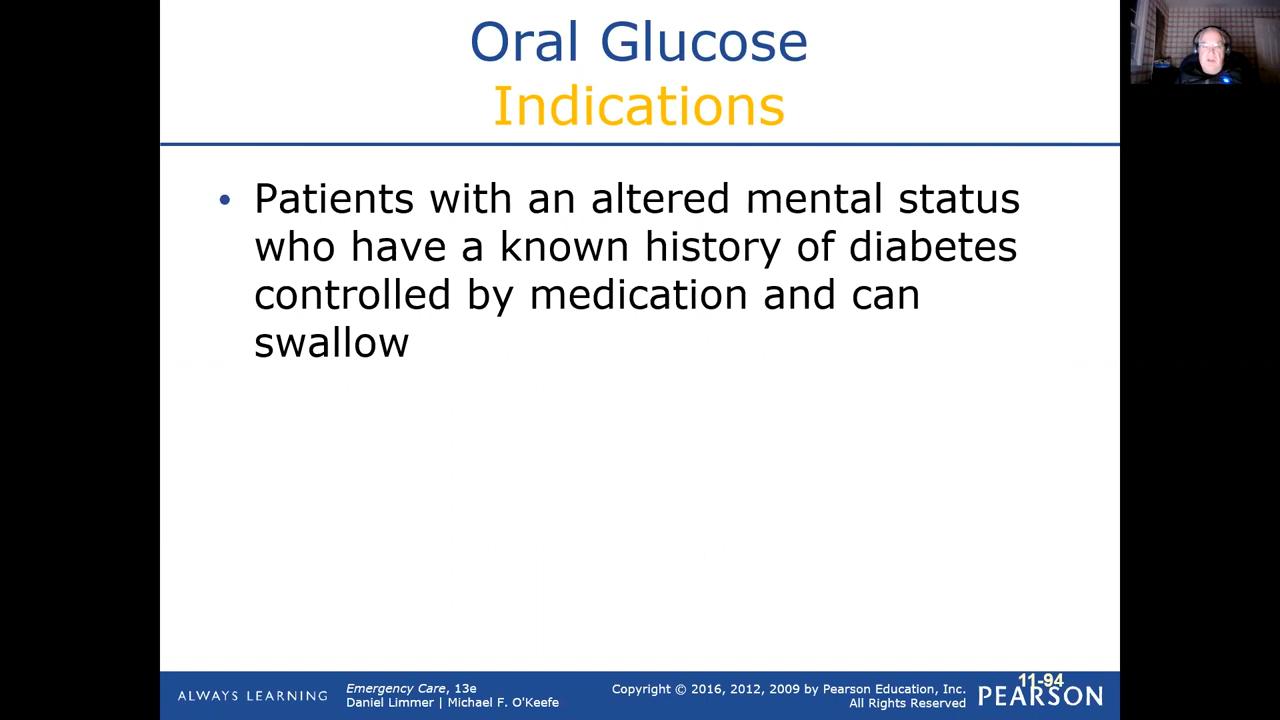 Oral Glucose
Indications
• Patients with an altered mental status
who have a known history of diabetes
controlled by medication and can
swallow
ALWAYS LEARNING
Emergency Care, 13e
Daniel Limmer | Michael F. O'Keefe
Copyright © 2016, 2012, 2009 by Pearson Education, Inc.
All Rights Reserved
11-94
PEARSON